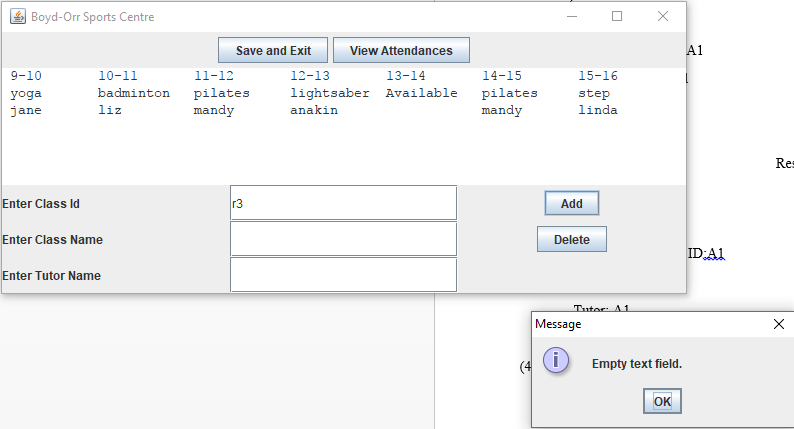 Boyd-Orr Sports Centre
Save and Exit View Attendances
9-10 10-11 11-12 12-13 13-14 14-15 15-16
yoga badminton pilates lightsaber Available pilates step
jane liz mandy anakin mandy linda
Enter Class Id r3 Add
Enter Class Name Delete
Enter Tutor Name
A1
Res
ID:A1
Tutor: A1
(4
Message
Empty text field.
OK